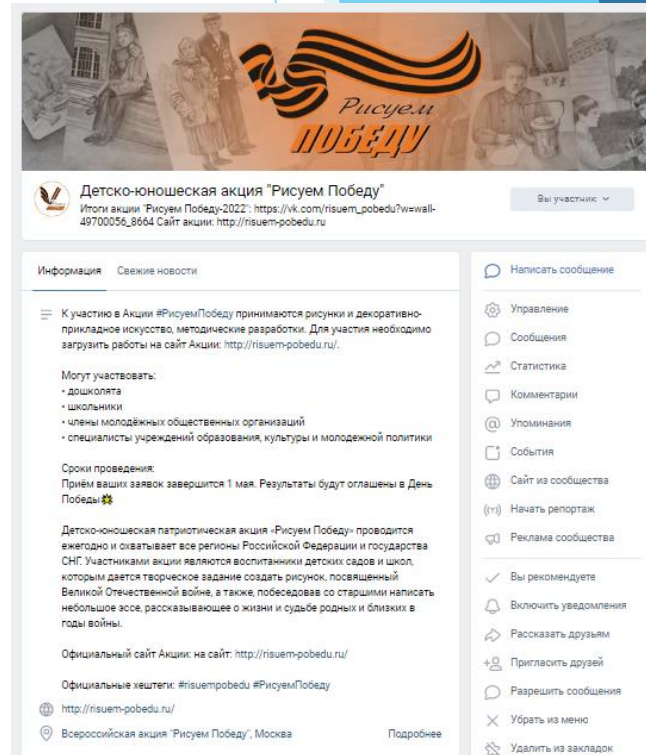 Рисуем
ПОБЕДУ
Детско-юношеская акция "Рисуем Победу"
Итоги акции "Рисуем Победу-2022": https://vk.com/risuem_pobedu?w=wall-
49700056_8664 Сайт акции: http://risuem-pobedu.ru
Вы участник
Информация Свежие новости
К участию в Акции #РисуемПобеду принимаются рисунки и декоративно-
прикладное искусство, методические разработки. Для участия необходимо
загрузить работы на сайт Акции: http://risuem-pobedu.ru/.
Могут участвовать:
• дошколята
• школьники
• члены молодёжных общественных организаций
• специалисты учреждений образования, культуры и молодежной политики
Сроки проведения:
Приём ваших заявок завершится 1 мая. Результаты будут оглашены в День
Победы
Детско-юношеская патриотическая акция «Рисуем Победу» проводится
ежегодно и охватывает все регионы Российской Федерации и государства
СНГ. Участниками акции являются воспитанники детских садов и школ,
которым дается творческое задание создать рисунок, посвященный
Великой Отечественной войне, а также, побеседовав со старшими написать
небольшое эссе, рассказывающее о жизни и судьбе родных и близких в
годы войны.
Официальный сайт Акции: на сайт: http://risuem-pobedu.ru/
Официальные хештеги: #risuempobedu #РисуемПобеду
http://risuem-pobedu.ru/
Всероссийская акция "Рисуем Победу", Москва Подробнее
Написать сообщение
Управление
Сообщения
Статистика
Комментарии
Упоминания
События
Сайт из сообщества
Начать репортаж
Реклама сообщества
Вы рекомендуете
Включить уведомления
Рассказать друзьям
Пригласить друзей
Разрешить сообщения
Убрать из меню
Удалить из закладок